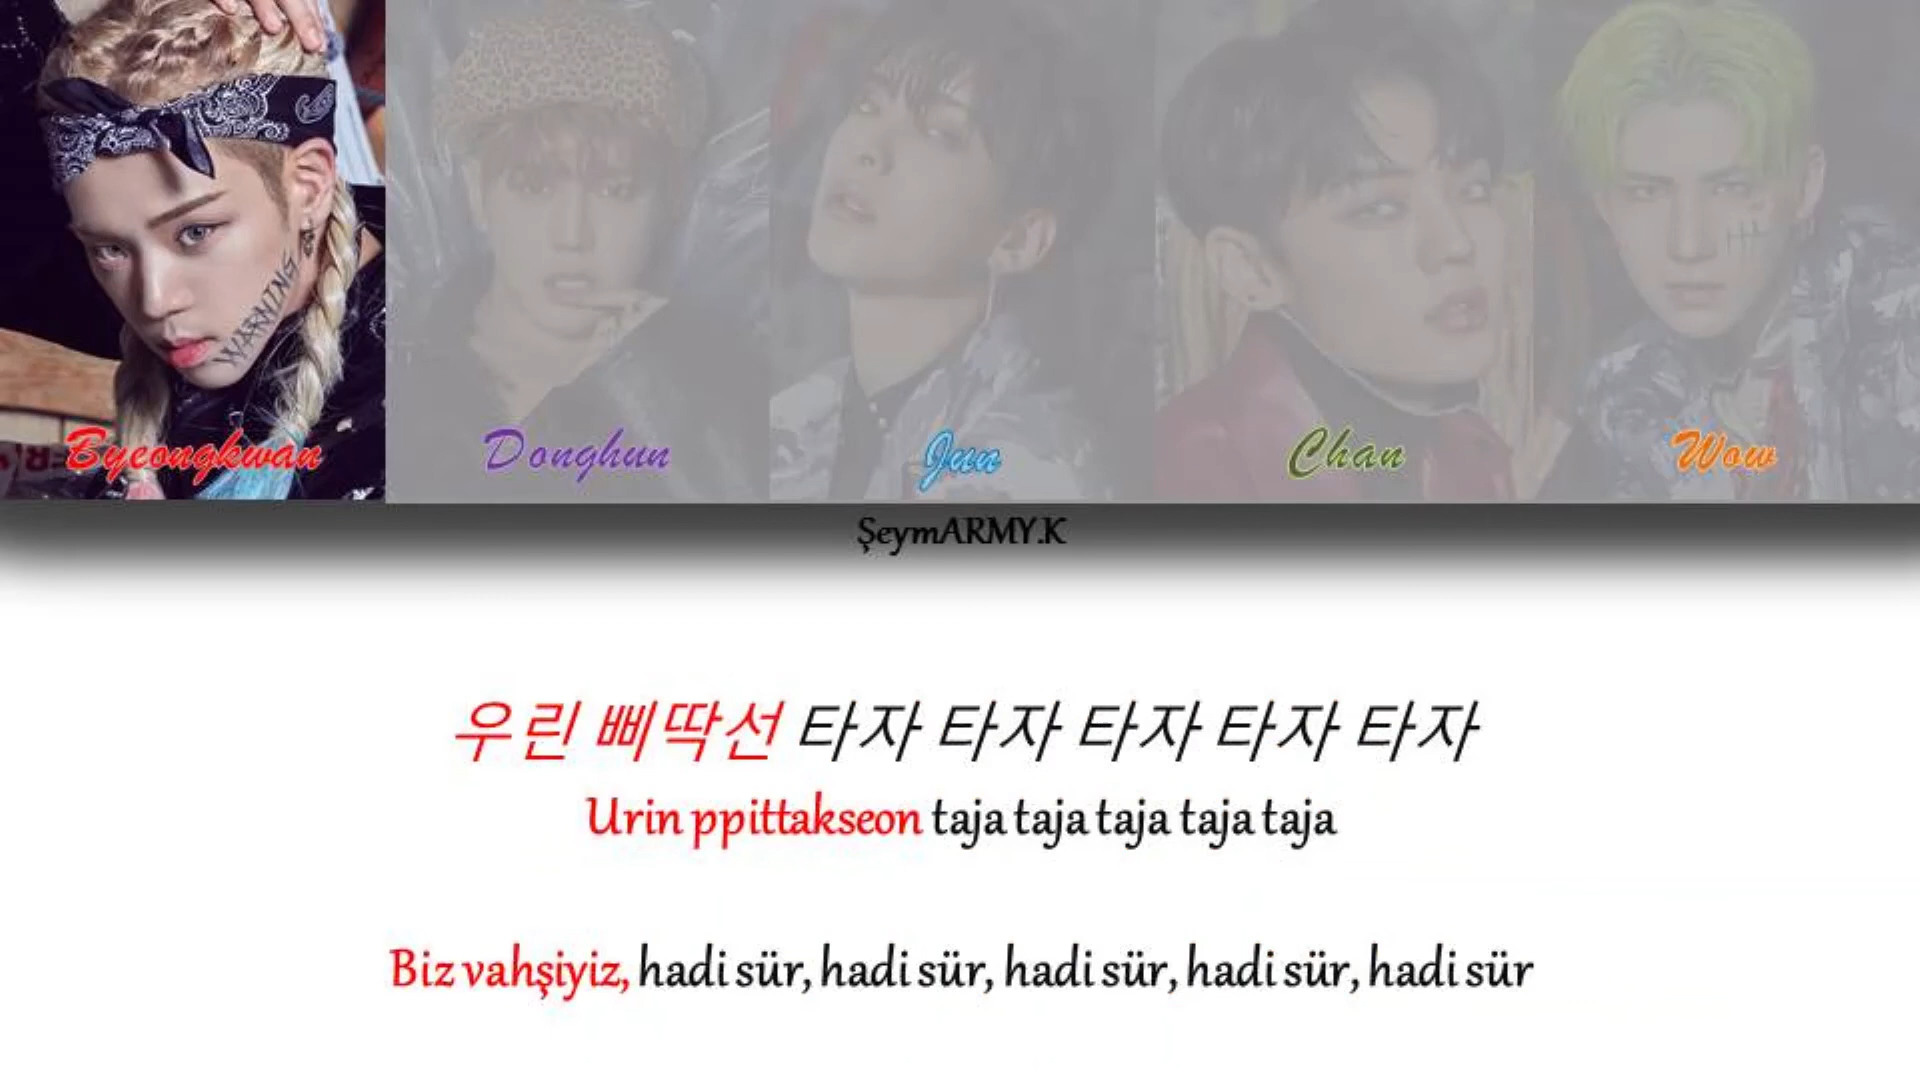 WARNING
Byeongkwan Donghun Jun Chan Wow
ŞeymARMY.K
우린 삐딱선 타자 타자 타자 타자 타자
Urin ppittakseon taja taja taja taja taja
Biz vahşiyiz, hadi sür, hadi sür, hadi sür, hadi sür, hadi sür